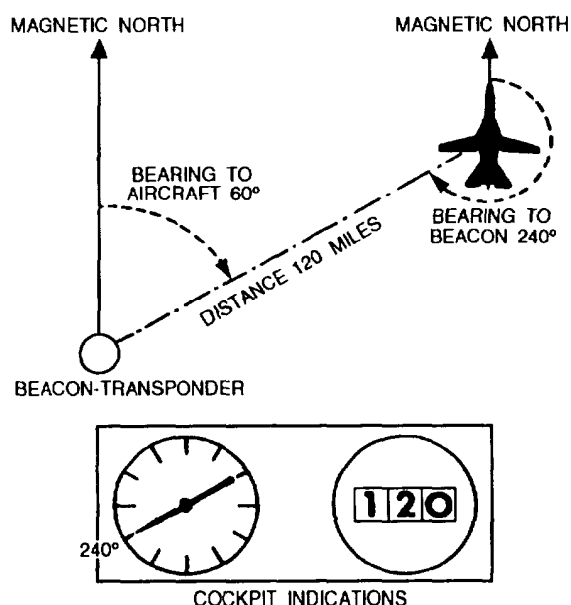 MAGNETIC NORTH
MAGNETIC NORTH
BEARING TO
AIRCRAFT 60°
BEARING TO
BEACON 240°
DISTANCE 120 MILES
BEACON-TRANSPONDER
240°
120
COCKPIT INDICATIONS